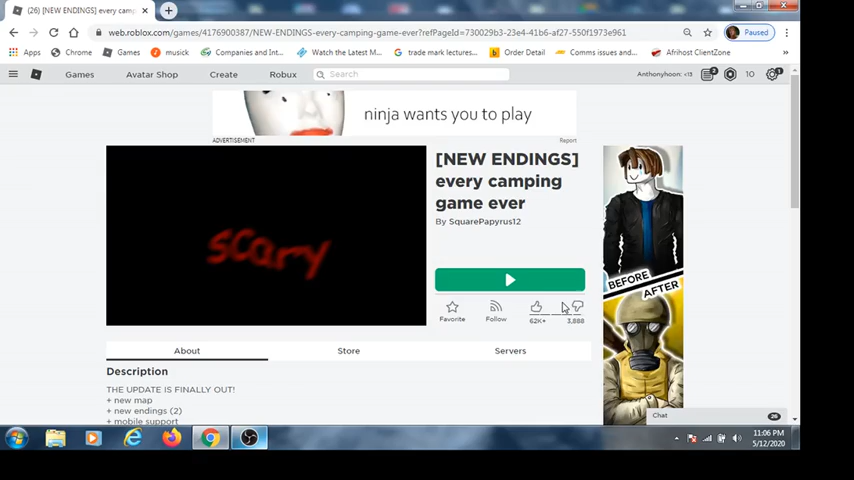 (26) [NEW ENDINGS] every camp
web.roblox.com/games/4176900387/NEW-ENDINGS-every-camping-game-ever?refPageId=730029b3-23e4-41b6-af27-550f1973e961
Paused
Apps
Chrome
Games
musick
Companies and Int...
Watch the Latest M...
trade mark lectures...
Order Detail
Comms issues and...
Afrihost ClientZone
Games
Avatar Shop
Create
Robux
Search
Anthonyhoon: <13
2
10
1
ninja wants you to play
ADVERTISEMENT
Report
scary
[NEW ENDINGS]
every camping
game ever
By SquarePapyrus12
BEFORE
AFTER
Favorite
Follow
62K+
3,888
About
Store
Servers
Description
THE UPDATE IS FINALLY OUT!
+ new map
+ new endings (2)
+ mobile support
Chat
26
11:06 PM
5/12/2020